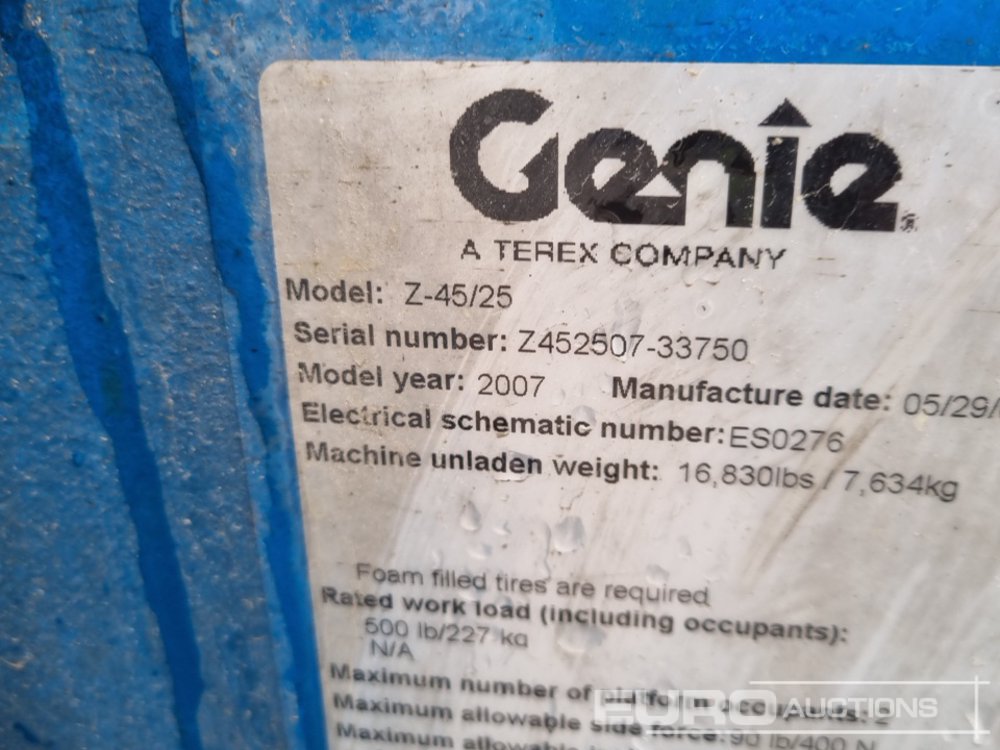 Genie
A TEREX COMPANY
Model: Z-45/25
Serial number: Z452507-33750
Model year: 2007 Manufacture date: 05/29/
Electrical schematic number:ES0276
Machine unladen weight: 16,830lbs / 7,634kg
Foam filled tires are required
Rated work load (including occupants):
500 lb/227 kg
N/A
Maximum number of platform occupants:
Maximum allowable side force: 90 lb/400 N
Maximum allowable
EURO AUCTIONS